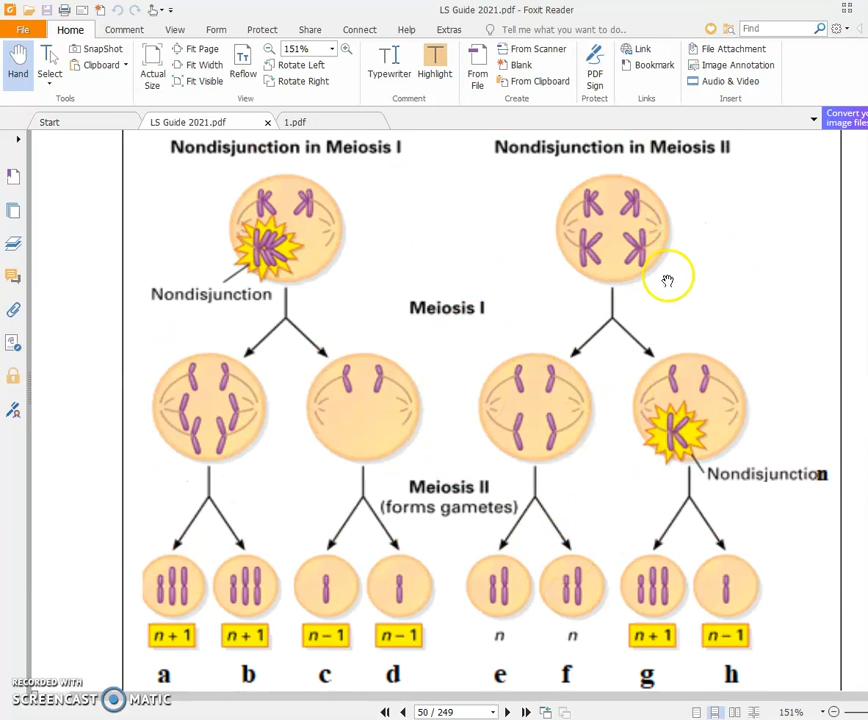 LS Guide 2021.pdf - Foxit Reader
File Home Comment View Form Protect Share Connect Help Extras Tell me what you want to do.. Find
SnapShot
Clipboard
Hand
Select
Actual
Size
Fit Page
Fit Width
Fit Visible
151%
Reflow
Rotate Left
Rotate Right
Typewriter
Highlight
From
File
From Scanner
Blank
From Clipboard
PDF
Sign
Link
Bookmark
File Attachment
Image Annotation
Audio & Video
Tools View Comment Create Protect Links Insert
Start LS Guide 2021.pdf 1.pdf
Convert yo
image files
Nondisjunction in Meiosis I
Nondisjunction in Meiosis II
Nondisjunction
Meiosis I
Nondisjunction
Meiosis II
(forms gametes)
n + 1 n + 1 n − 1 n − 1 n n n + 1 n − 1
a b c d e f g h
RECORDED WITH
SCREENCAST MATIC
50 / 249
151%